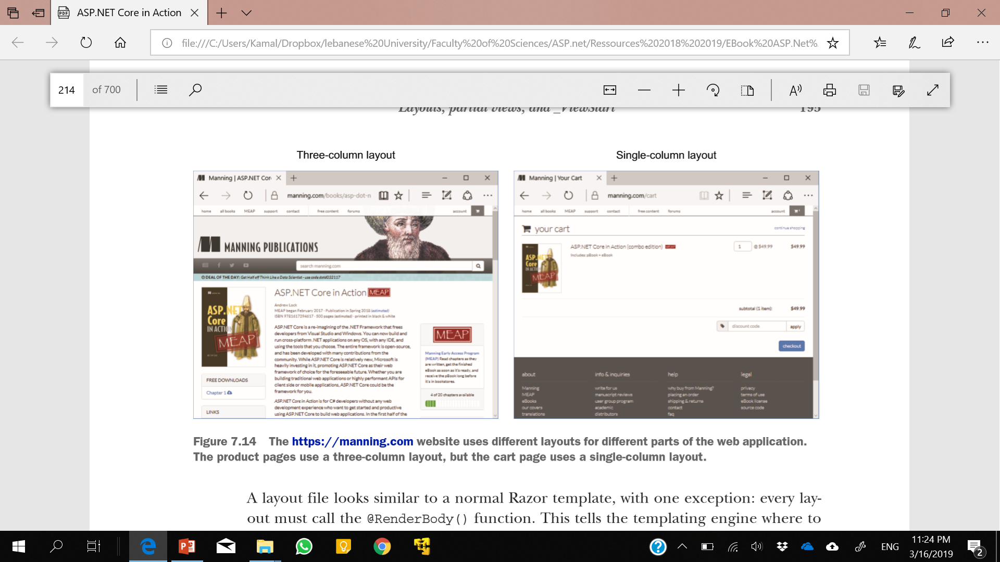 ASP.NET Core in Action
file:///C:/Users/Kamal/Dropbox/lebanese%20University/Faculty%20of%20Sciences/ASP.net/Ressources%202018%202019/EBook%20ASP.Net%
214 of 700
Layouts, partial views, and _ViewStart 195
Three-column layout
Single-column layout
Manning | ASP.NET Cor
manning.com/books/asp-dot-n
home all books MEAP support contact free content forums account
MANNING PUBLICATIONS
search manning.com
DEAL OF THE DAY: Get Half off Think Like a Data Scientist - use code dotd032117
ASP.NET
Core
IN ACTION
MEAP
FREE DOWNLOADS
Chapter 1
LINKS
ASP.NET Core in Action MEAP
Andrew Lock
MEAP began February 2017 - Publication in Spring 2018 (estimated)
ISBN 9781617294617 - 500 pages (estimated) - printed in black & white
ASP.NET Core is a re-imagining of the .NET Framework that frees
developers from Visual Studio and Windows. You can now build and
run cross-platform .NET applications on any OS, with any IDE, and
using the tools that you choose. The entire framework is open-source,
and has been developed with many contributions from the
community. While ASP.NET Core is relatively new, Microsoft is
heavily investing in it, promoting ASP.NET Core as their web
framework of choice for the foreseeable future. Whether you are
building traditional web applications or highly performant APIs for
client side or mobile applications, ASP.NET Core could be the
framework for you.
ASP.NET Core in Action is for C# developers without any web
development experience who want to get started and productive
using ASP.NET Core to build web applications. In the first half of the
MEAP
Manning Early Access Program
(MEAP) Read chapters as they
are written, get the finished
eBook as soon as it's ready, and
receive the pBook long before
it's in bookstores.
4 of 20 chapters available
Manning | Your Cart
manning.com/cart
home all books MEAP support contact free content forums account
your cart
continue shopping
ASP.NET
Core
IN ACTION
MEAP
ASP.NET Core in Action (combo edition) MEAP
1 @ $49.99 $49.99
Includes: pBook + eBook
subtotal (1 item): $49.99
discount code apply
checkout
about info & inquiries help legal
Manning write for us why buy from Manning? privacy
MEAP manuscript reviews placing an order terms of use
eBooks user group program shipping & returns eBook license
our covers academic contact source code
translations distributors faq
Figure 7.14 The https://manning.com website uses different layouts for different parts of the web application.
The product pages use a three-column layout, but the cart page uses a single-column layout.
A layout file looks similar to a normal Razor template, with one exception: every lay-
out must call the @RenderBody() function. This tells the templating engine where to
ENG
11:24 PM
3/16/2019
2